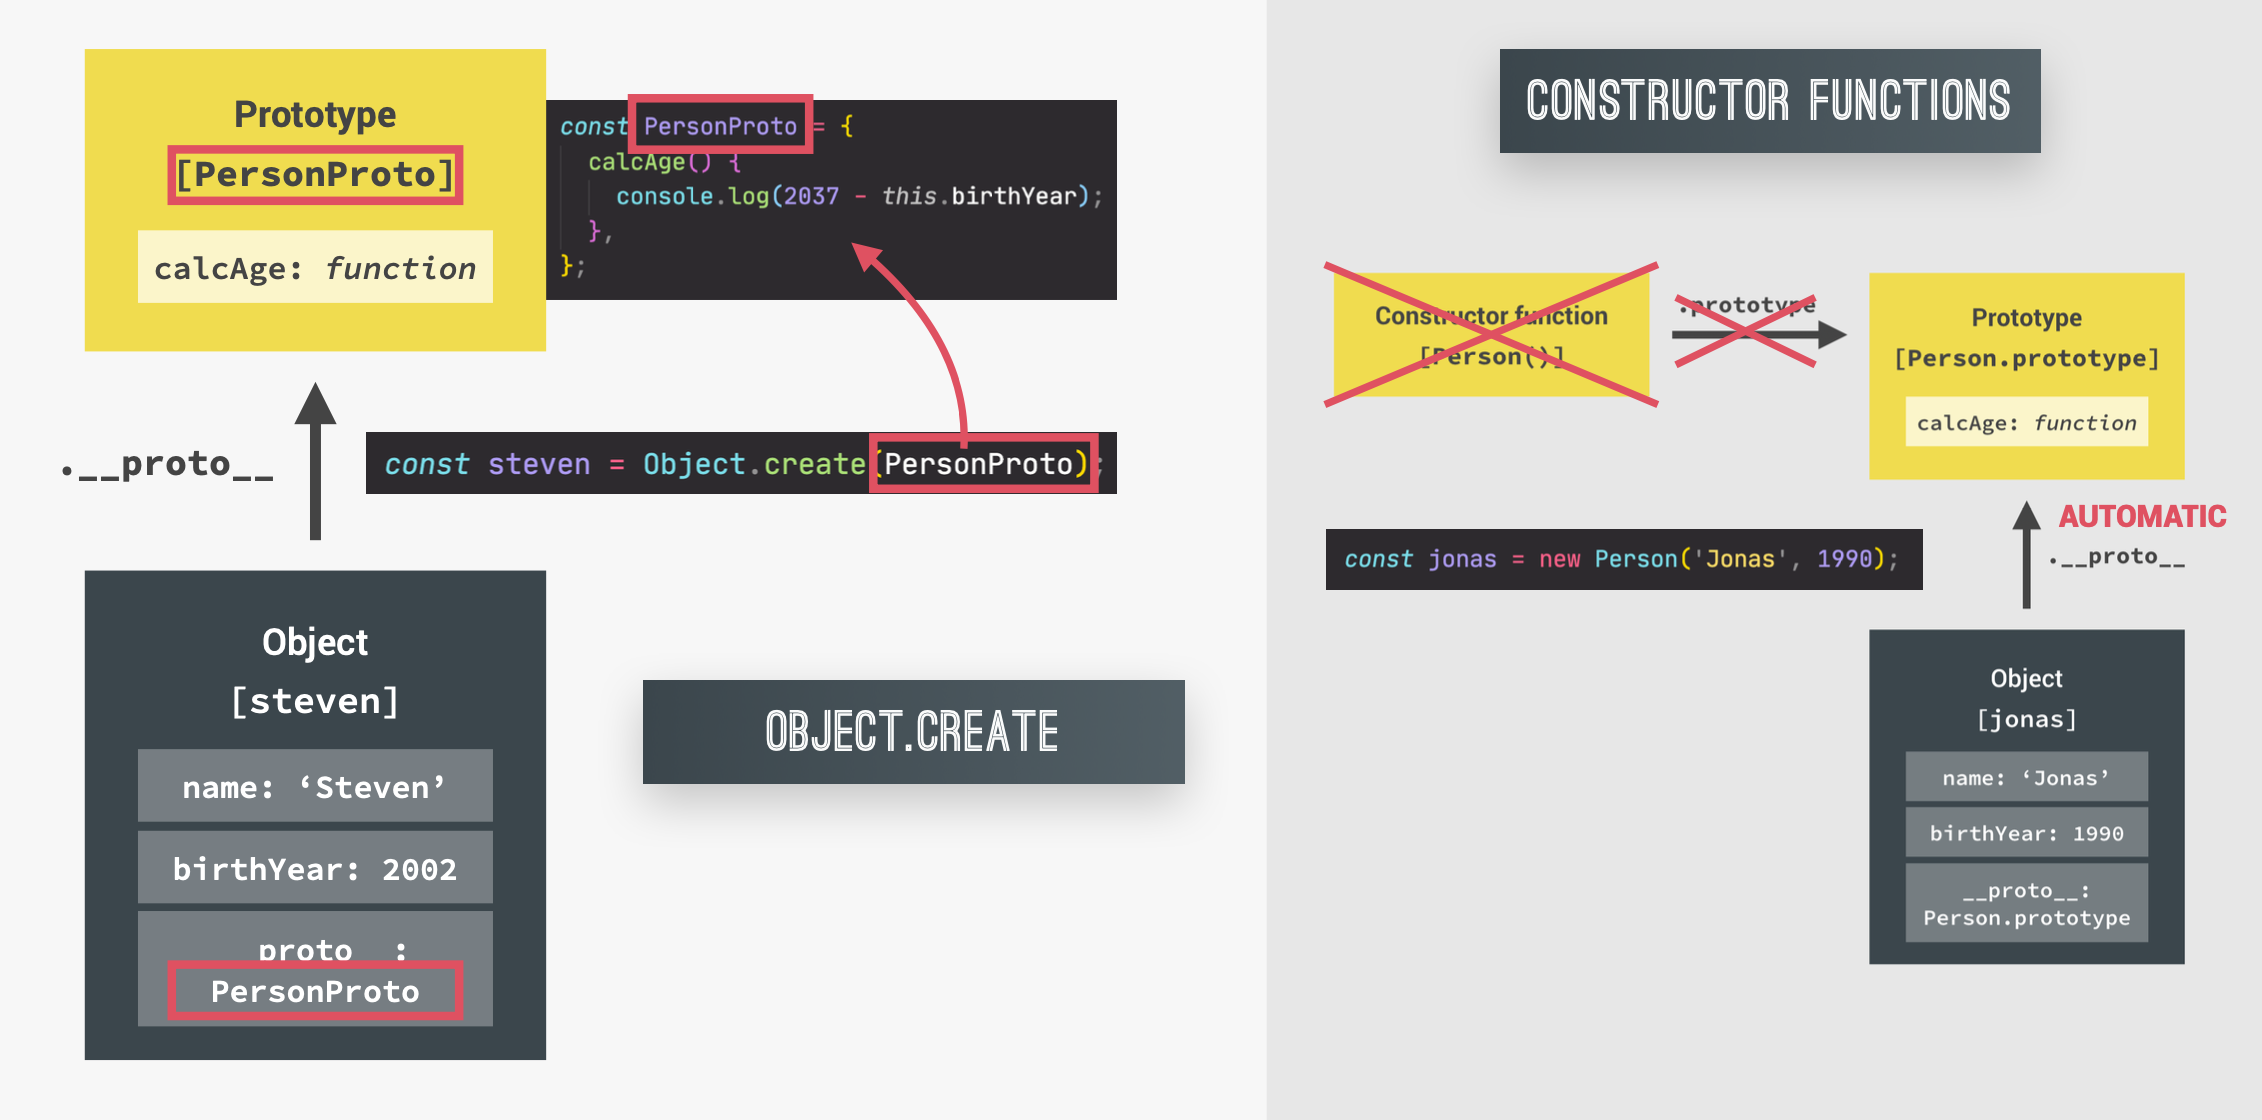 Prototype
[PersonProto]
calcAge: function
const PersonProto = {
calcAge() {
console.log(2037 - this.birthYear);
},
};
.__proto__
const steven = Object.create(PersonProto);
Object
[steven]
name: ‘Steven’
birthYear: 2002
__proto__:
PersonProto
OBJECT.CREATE
CONSTRUCTOR FUNCTIONS
Constructor function
[Person()]
.prototype
Prototype
[Person.prototype]
calcAge: function
const jonas = new Person('Jonas', 1990);
AUTOMATIC
.__proto__
Object
[jonas]
name: ‘Jonas’
birthYear: 1990
__proto__:
Person.prototype